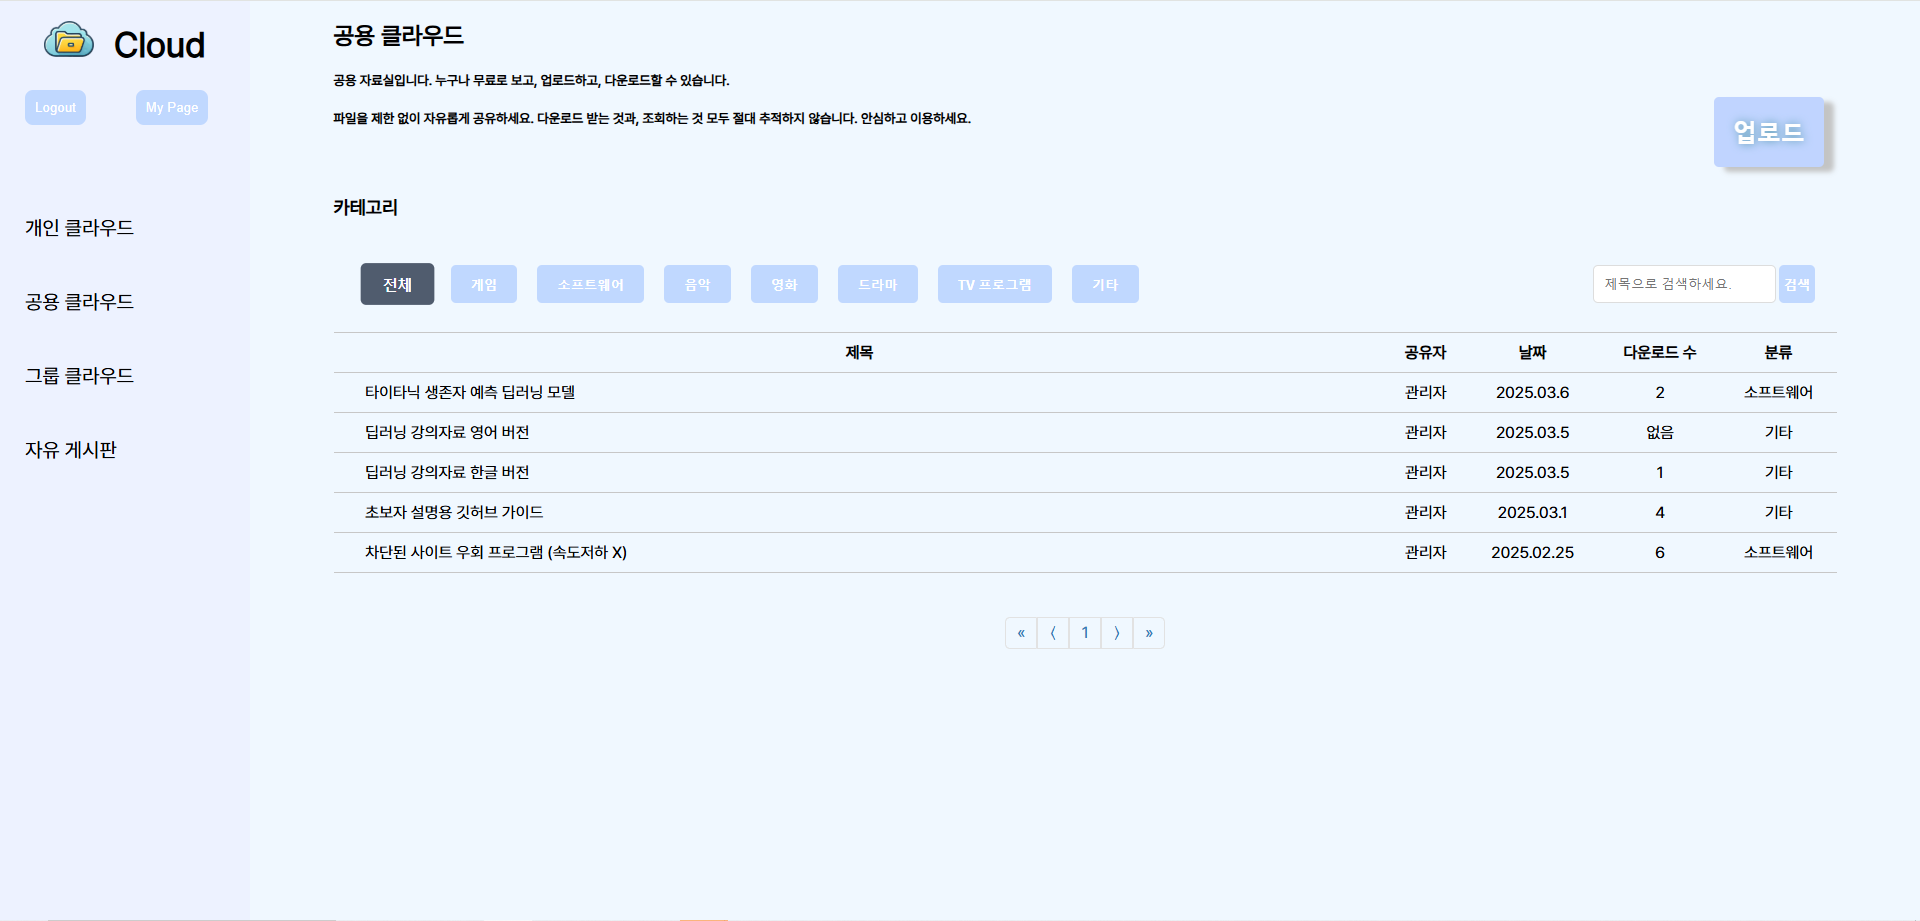 Cloud
Logout My Page
개인 클라우드
공용 클라우드
그룹 클라우드
자유 게시판
공용 클라우드
공용 자료실입니다. 누구나 무료로 보고, 업로드하고, 다운로드할 수 있습니다.
파일을 제한 없이 자유롭게 공유하세요. 다운로드 받는 것과, 조회하는 것 모두 절대 추적하지 않습니다. 안심하고 이용하세요.
업로드
카테고리
전체 게임 소프트웨어 음악 영화 드라마 TV 프로그램 기타 제목으로 검색하세요. 검색
제목 공유자 날짜 다운로드 수 분류
타이타닉 생존자 예측 딥러닝 모델 관리자 2025.03.6 2 소프트웨어
딥러닝 강의자료 영어 버전 관리자 2025.03.5 없음 기타
딥러닝 강의자료 한글 버전 관리자 2025.03.5 1 기타
초보자 설명용 깃허브 가이드 관리자 2025.03.1 4 기타
차단된 사이트 우회 프로그램 (속도저하 X) 관리자 2025.02.25 6 소프트웨어
« 〈 1 〉 »